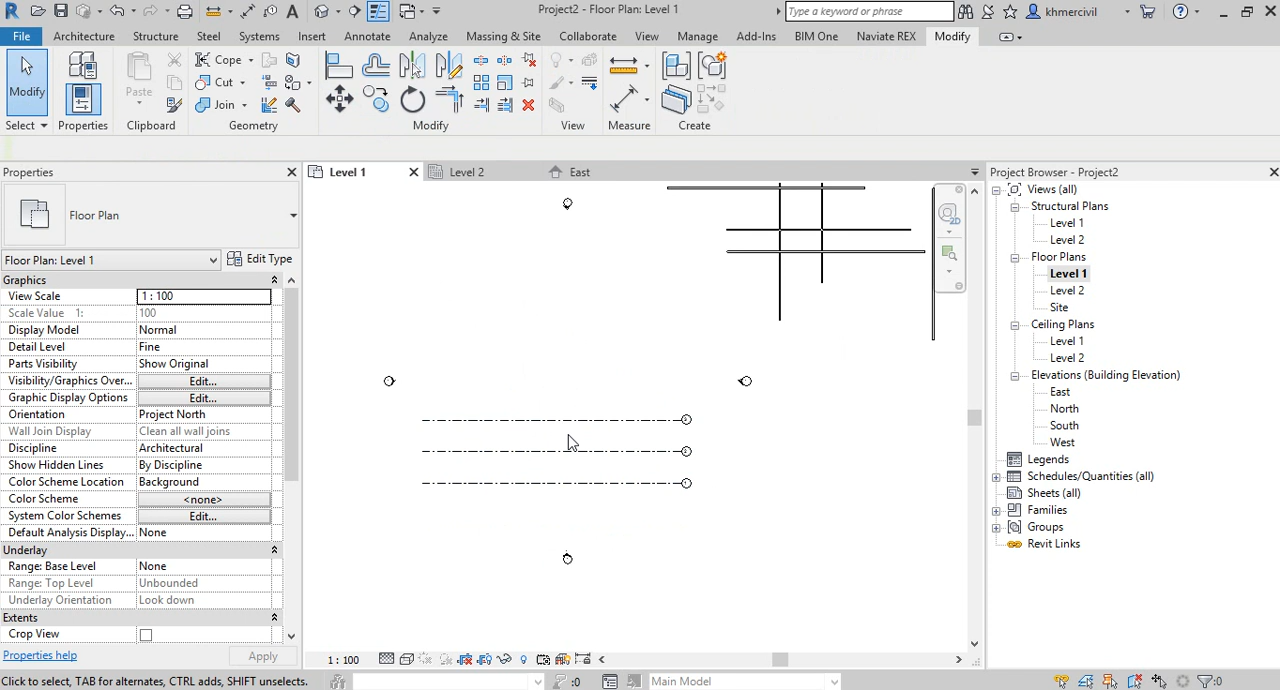 Project2 - Floor Plan: Level 1
Type a keyword or phrase
khmercivil
File
Architecture
Structure
Steel
Systems
Insert
Annotate
Analyze
Massing & Site
Collaborate
View
Manage
Add-Ins
BIM One
Naviate REX
Modify
Modify
Properties
Paste
Cope
Cut
Join
Select
Properties
Clipboard
Geometry
Modify
View
Measure
Create
Properties
Floor Plan
Floor Plan: Level 1
Edit Type
Graphics
View Scale 1 : 100
Scale Value 1: 100
Display Model Normal
Detail Level Fine
Parts Visibility Show Original
Visibility/Graphics Over... Edit...
Graphic Display Options Edit...
Orientation Project North
Wall Join Display Clean all wall joins
Discipline Architectural
Show Hidden Lines By Discipline
Color Scheme Location Background
Color Scheme <none>
System Color Schemes Edit...
Default Analysis Display... None
Underlay
Range: Base Level None
Range: Top Level Unbounded
Underlay Orientation Look down
Extents
Crop View
Properties help
Apply
Level 1
Level 2
East
2D
1 : 100
Project Browser - Project2
Views (all)
Structural Plans
Level 1
Level 2
Floor Plans
Level 1
Level 2
Site
Ceiling Plans
Level 1
Level 2
Elevations (Building Elevation)
East
North
South
West
Legends
Schedules/Quantities (all)
Sheets (all)
Families
Groups
Revit Links
Click to select, TAB for alternates, CTRL adds, SHIFT unselects.
:0
Main Model
:0